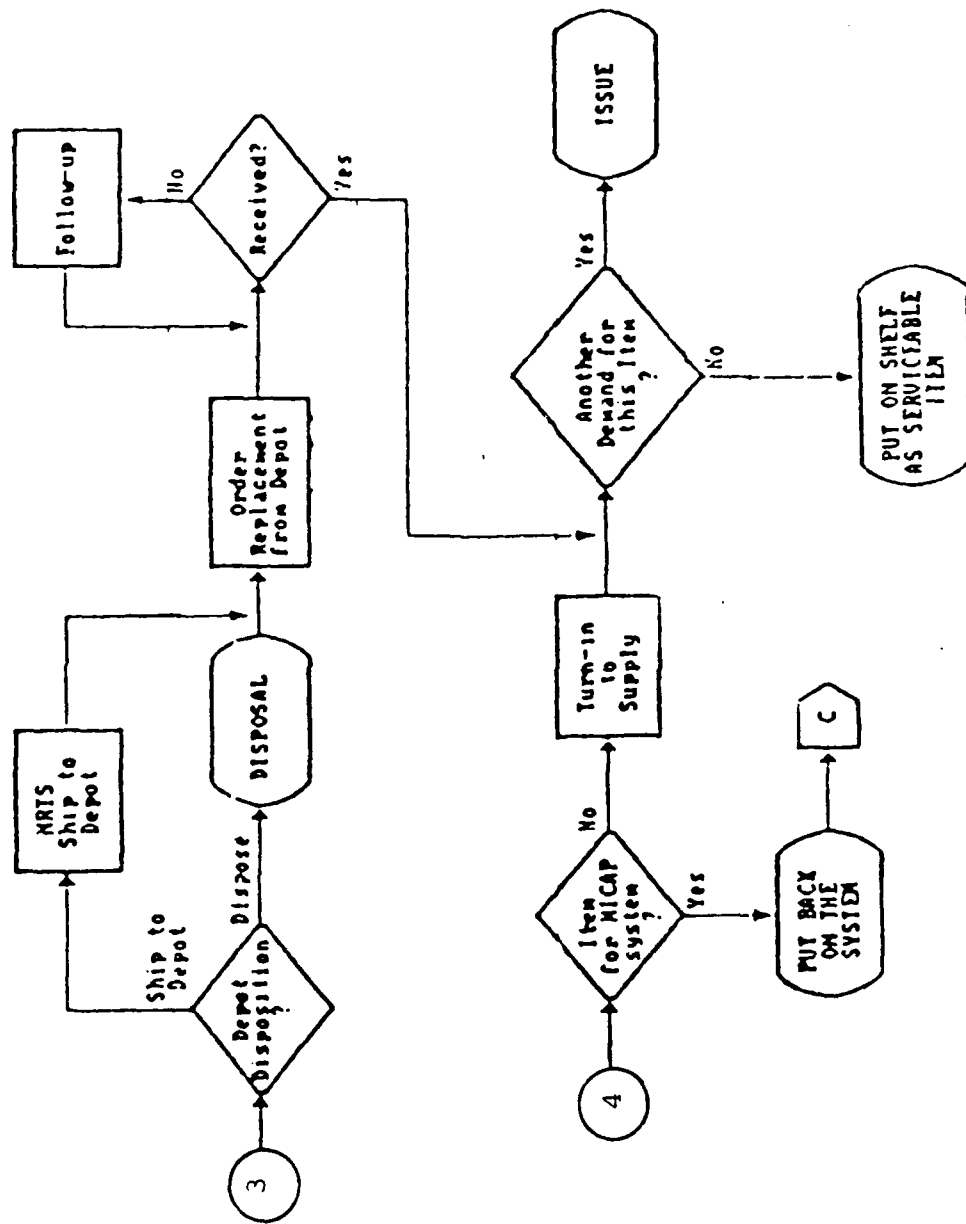 NRTS
Ship to
Depot
Follow-up
Ship to
Depot
No
3
Depot
Disposition
?
Dispose
DISPOSAL
Order
Replacement
from Depot
Received?
Yes
4
Item
for MICAP
system
?
No
Turn-in
to
Supply
Another
Demand for
this Item
?
Yes
ISSUE
Yes
No
PUT BACK
ON THE
SYSTEM
C
PUT ON SHELF
AS SERVICEABLE
ITEM